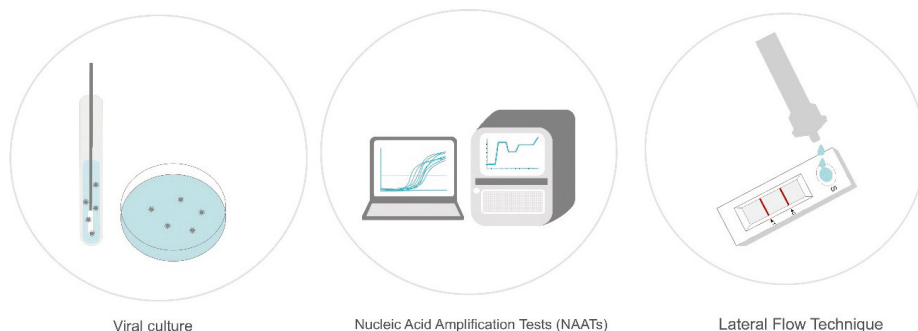 S
Viral culture
Nucleic Acid Amplification Tests (NAATs)
Lateral Flow Technique